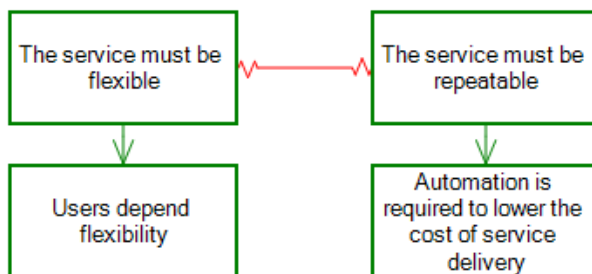 The service must be
flexible
The service must be
repeatable
Users depend
flexibility
Automation is
required to lower the
cost of service
delivery